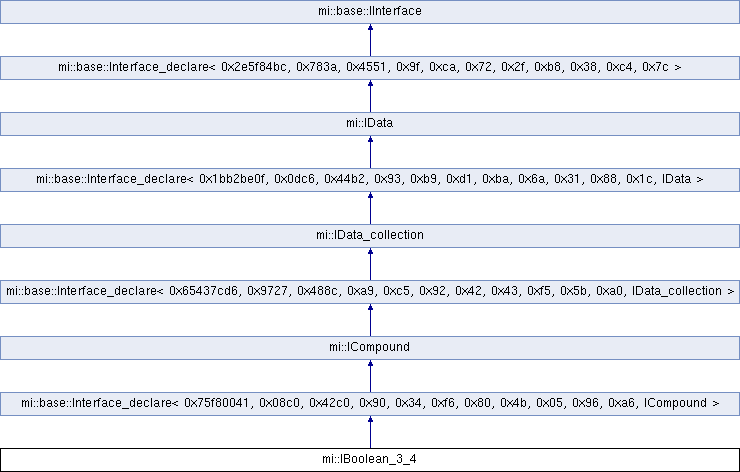 mi::base::IInterface
mi::base::Interface_declare< 0x2e5f84bc, 0x783a, 0x4551, 0x9f, 0xca, 0x72, 0x2f, 0xb8, 0x38, 0xc4, 0x7c >
mi::IData
mi::base::Interface_declare< 0x1bb2be0f, 0x0dc6, 0x44b2, 0x93, 0xb9, 0xd1, 0xba, 0x6a, 0x31, 0x88, 0x1c, IData >
mi::IData_collection
mi::base::Interface_declare< 0x65437cd6, 0x9727, 0x488c, 0xa9, 0xc5, 0x92, 0x42, 0x43, 0xf5, 0x5b, 0xa0, IData_collection >
mi::ICompound
mi::base::Interface_declare< 0x75f80041, 0x08c0, 0x42c0, 0x90, 0x34, 0xf6, 0x80, 0x4b, 0x05, 0x96, 0xa6, ICompound >
mi::IBoolean_3_4